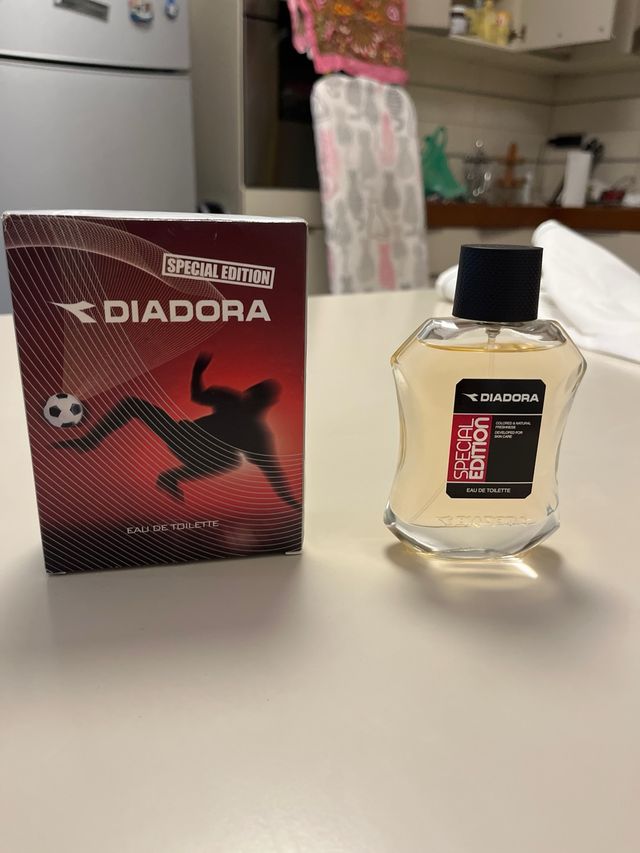 SPECIAL EDITION
DIADORA
EAU DE TOILETTE
DIADORA
SPECIAL
EDITION
COLORED & NATURAL
FRESHNESS
DEVELOPED FOR
SKIN CARE
EAU DE TOILETTE
DIADORA